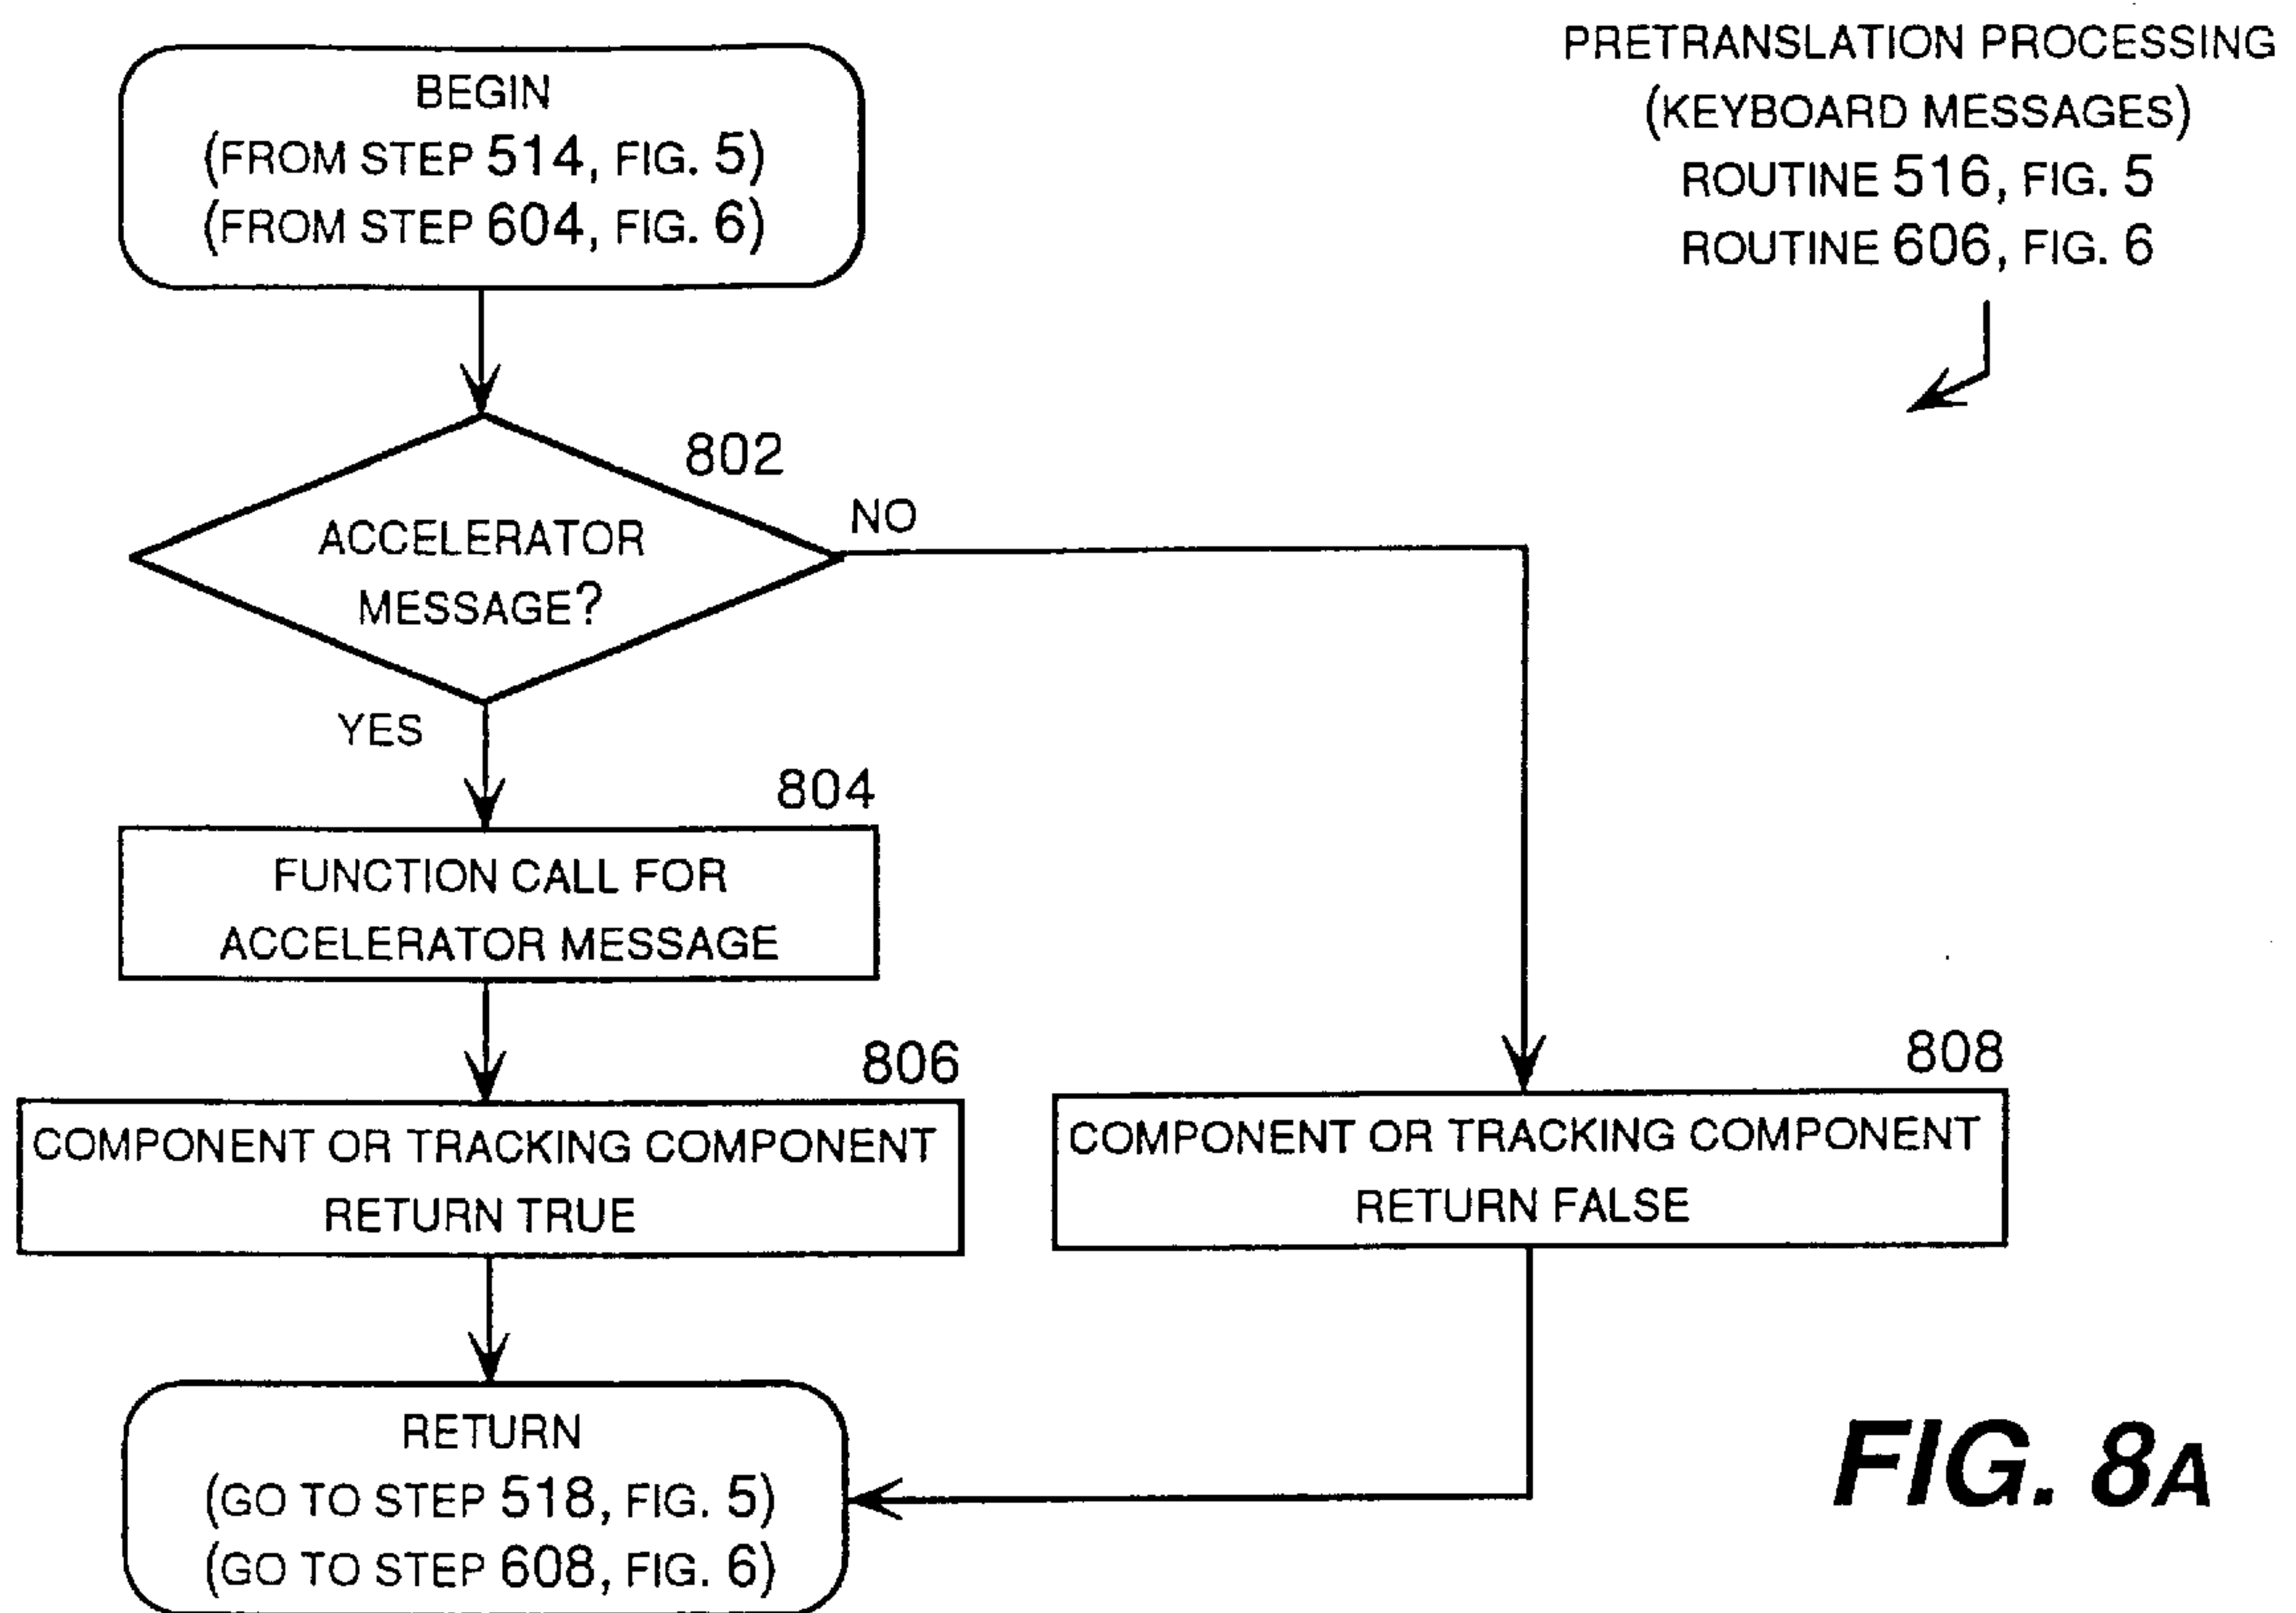 BEGIN
(FROM STEP 514, FIG. 5)
(FROM STEP 604, FIG. 6)
PRETRANSLATION PROCESSING
(KEYBOARD MESSAGES)
ROUTINE 516, FIG. 5
ROUTINE 606, FIG. 6
802
ACCELERATOR
MESSAGE?
NO
YES
804
FUNCTION CALL FOR
ACCELERATOR MESSAGE
806
COMPONENT OR TRACKING COMPONENT
RETURN TRUE
808
COMPONENT OR TRACKING COMPONENT
RETURN FALSE
RETURN
(GO TO STEP 518, FIG. 5)
(GO TO STEP 608, FIG. 6)
FIG. 8A